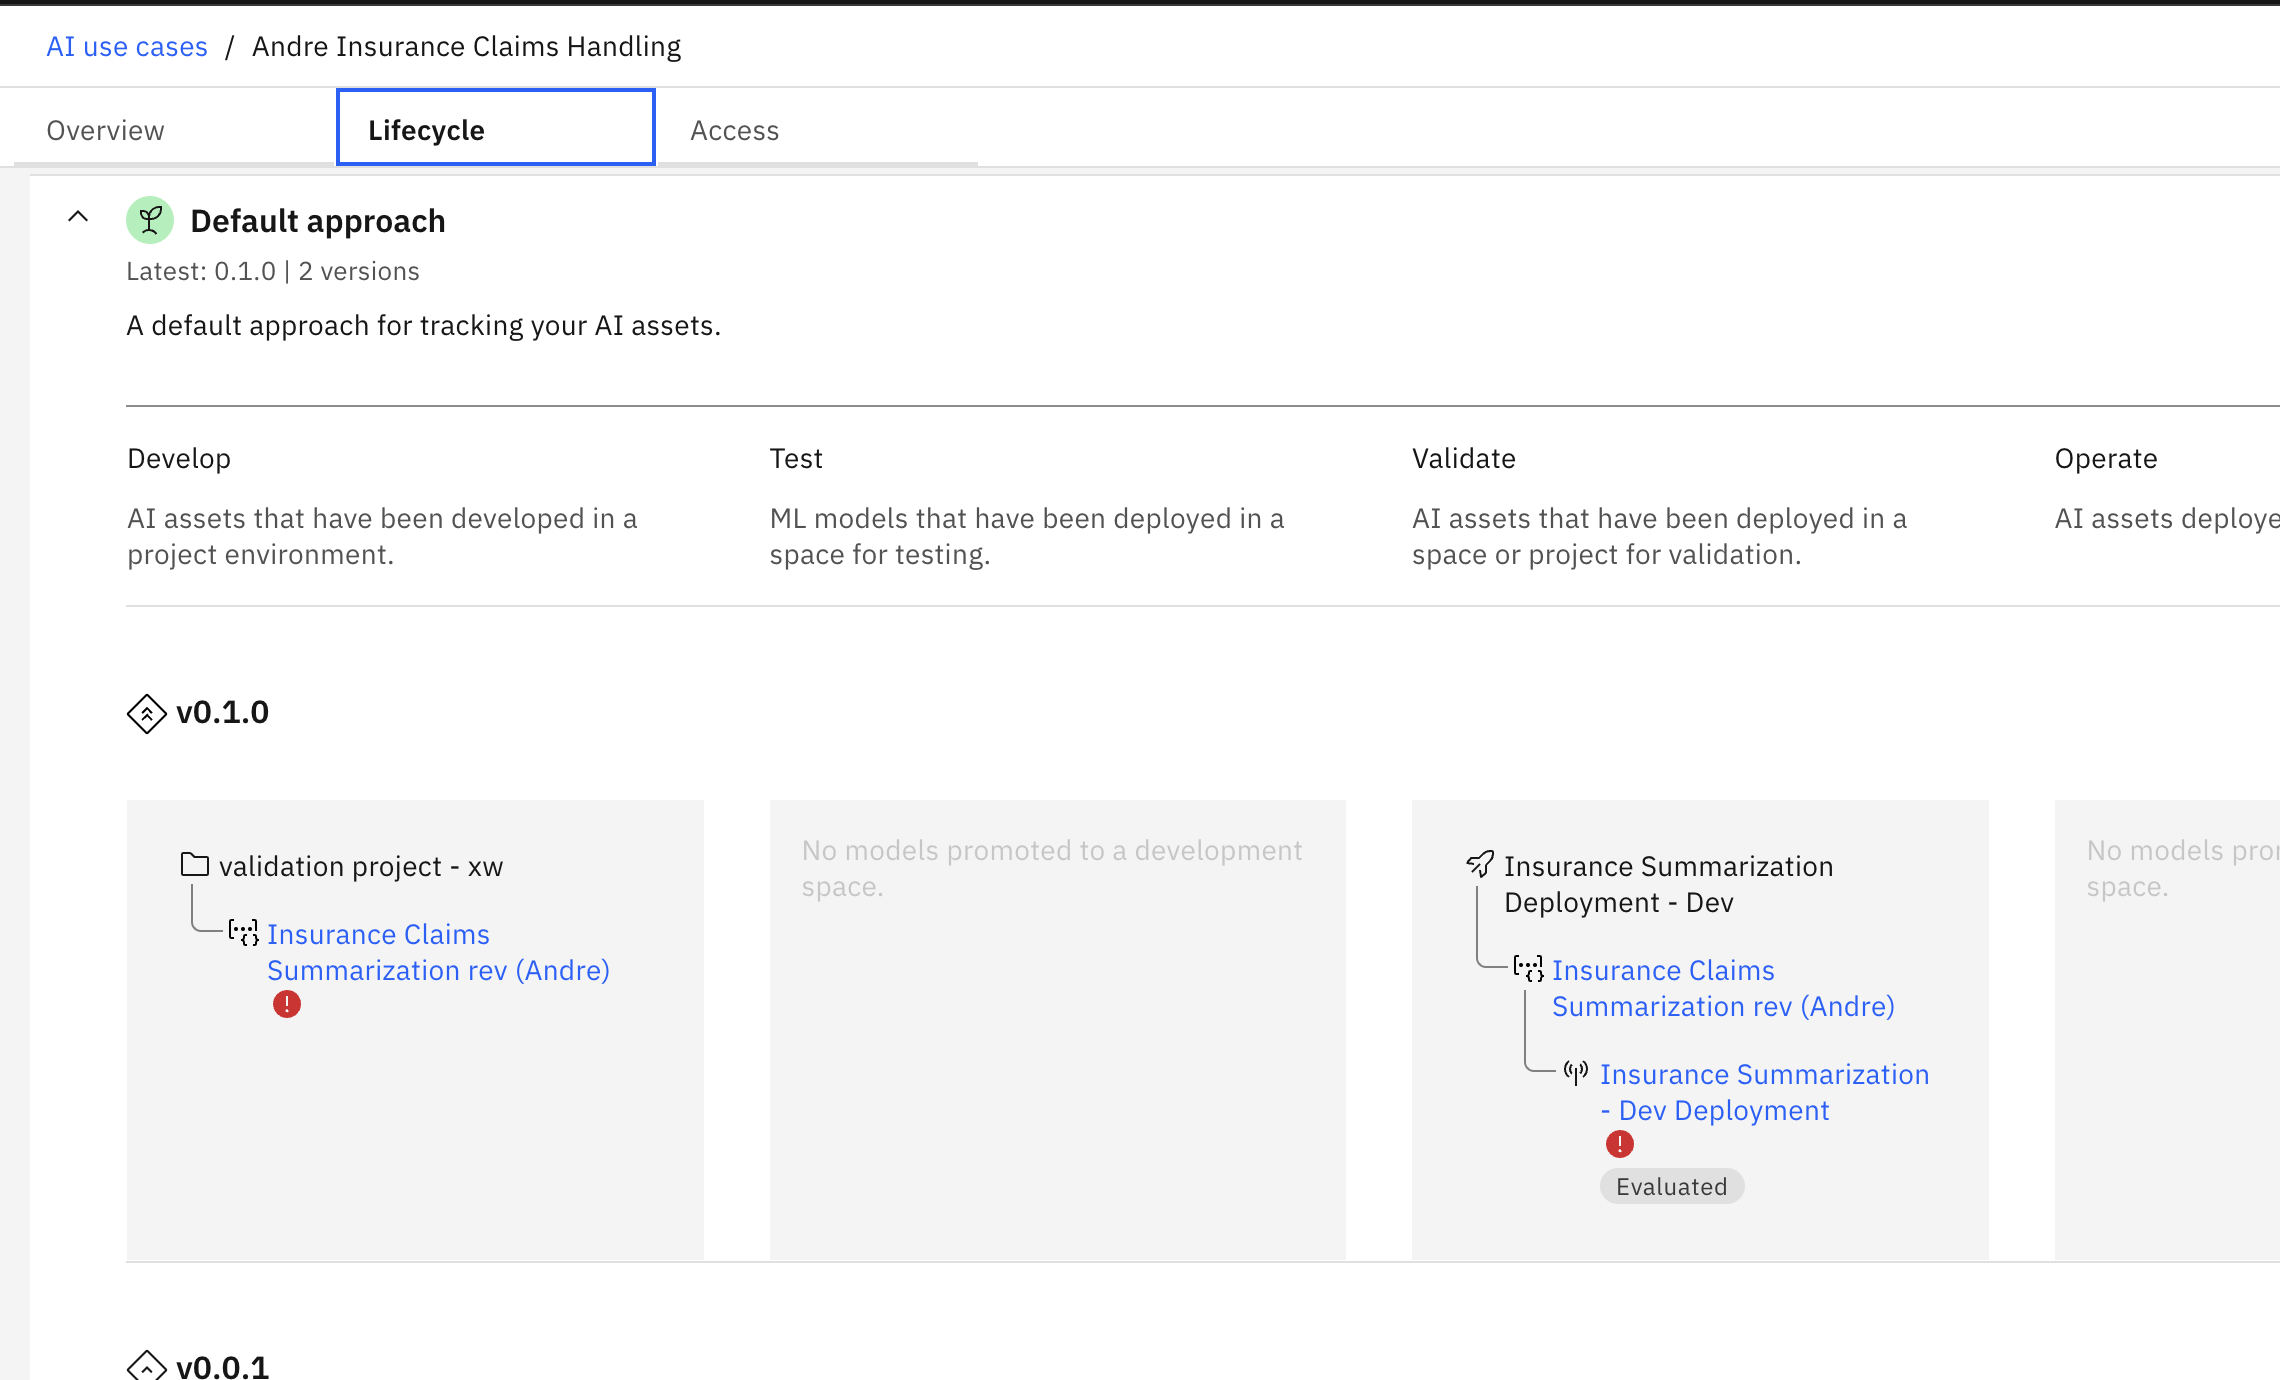 AI use cases / Andre Insurance Claims Handling
Overview
Lifecycle
Access
Default approach
Latest: 0.1.0 | 2 versions
A default approach for tracking your AI assets.
Develop
AI assets that have been developed in a
project environment.
Test
ML models that have been deployed in a
space for testing.
Validate
AI assets that have been deployed in a
space or project for validation.
Operate
AI assets
v0.1.0
validation project - xw
Insurance Claims
Summarization rev (Andre)
No models promoted to a development
space.
Insurance Summarization
Deployment - Dev
Insurance Claims
Summarization rev (Andre)
Insurance Summarization
- Dev Deployment
Evaluated
No models
space.
v0.0.1